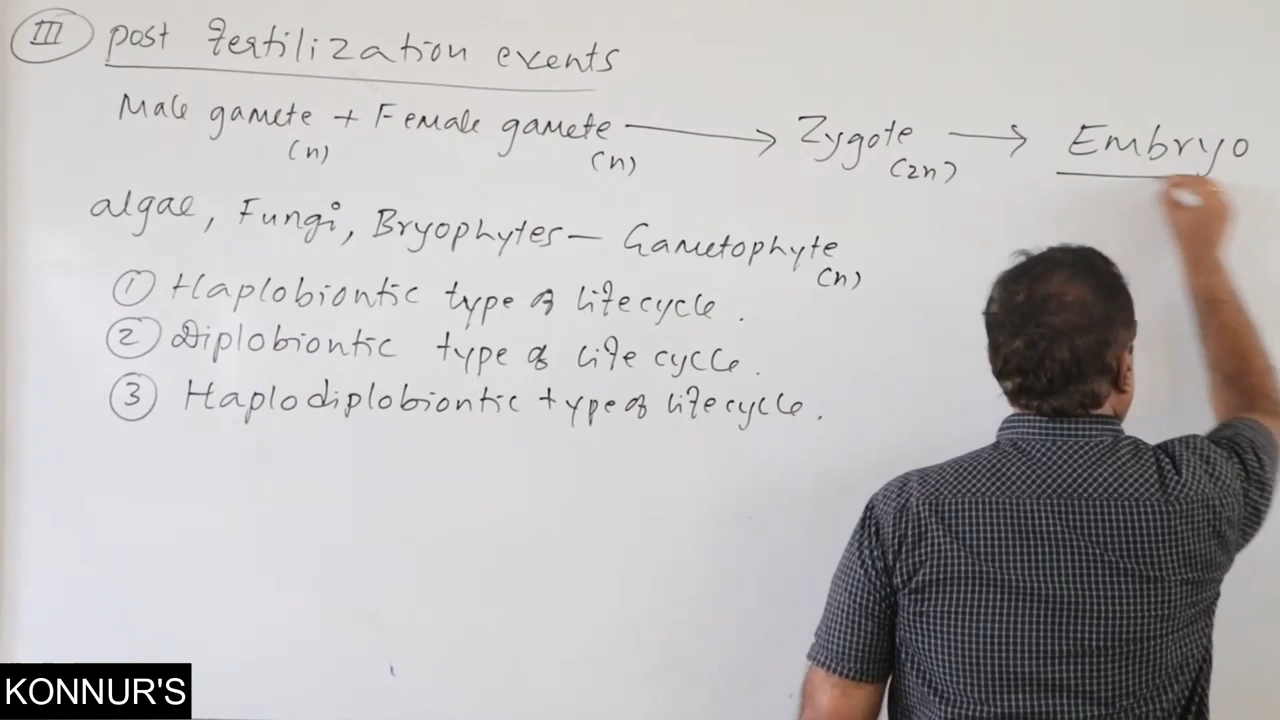 III post fertilization events
Male gamete + Female gamete → Zygote → Embryo
(n) (n) (2n)
algae, Fungi, Bryophytes — Gametophyte
(n)
1 Haplobiontic type of lifecycle.
2 Diplobiontic type of life cycle.
3 Haplodiplobiontic type of lifecycle.
KONNUR'S